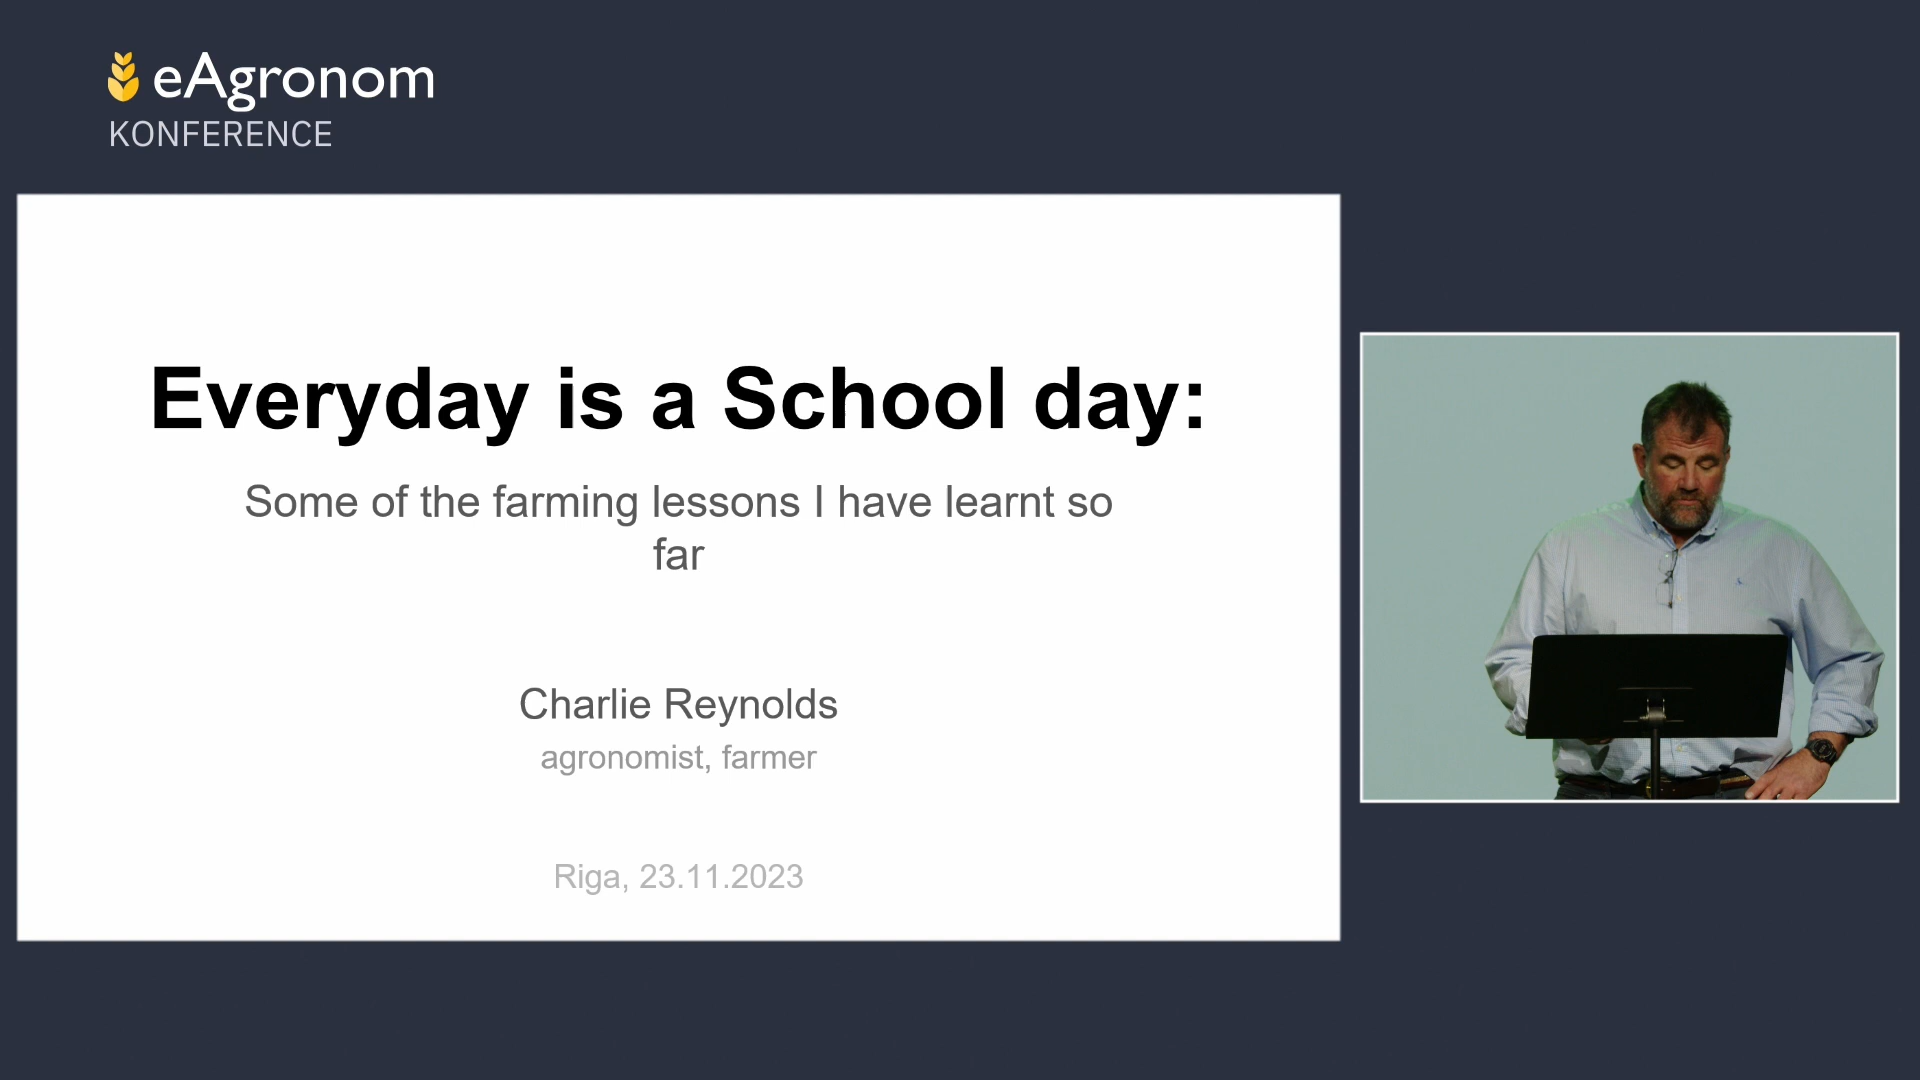 eAgronom
KONFERENCE
Everyday is a School day:
Some of the farming lessons I have learnt so
far
Charlie Reynolds
agronomist, farmer
Riga, 23.11.2023